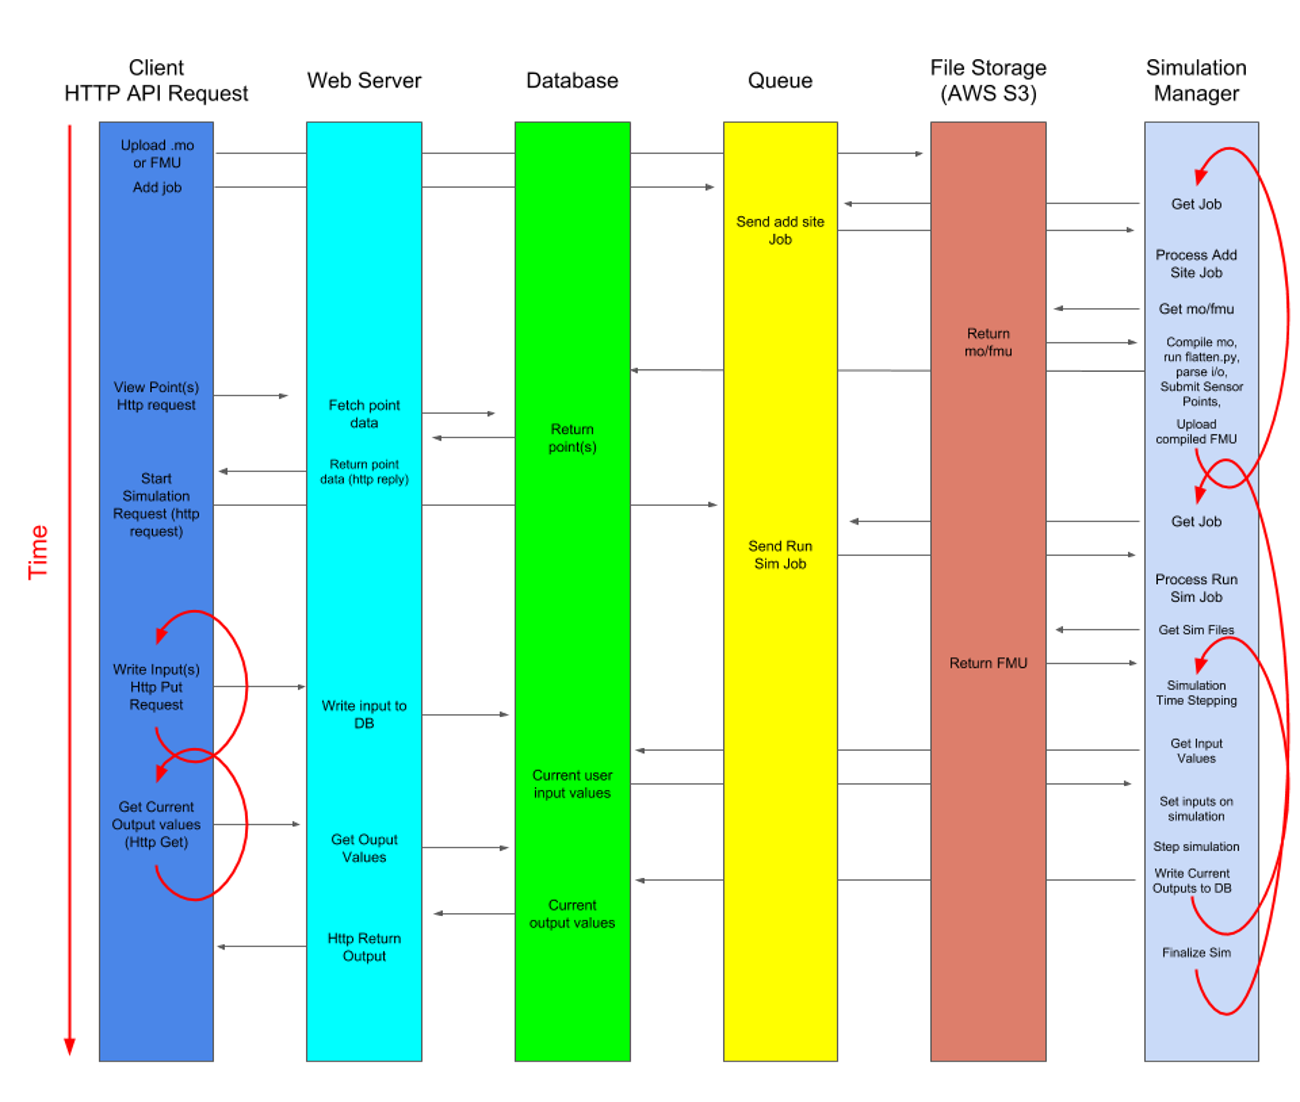 Client
HTTP API Request
Web Server
Database
Queue
File Storage
(AWS S3)
Simulation
Manager
Time
Upload .mo
or FMU
Add job
View Point(s)
Http request
Start
Simulation
Request (http
request)
Write Input(s)
Http Put
Request
Get Current
Output values
(Http Get)
Fetch point
data
Return point
data (http reply)
Write input to
DB
Get Ouput
Values
Http Return
Output
Return
point(s)
Current user
input values
Current
output values
Send add site
Job
Send Run
Sim Job
Return
mo/fmu
Return FMU
Get Job
Process Add
Site Job
Get mo/fmu
Compile mo,
run flatten.py,
parse i/o,
Submit Sensor
Points,
Upload
compiled FMU
Get Job
Process Run
Sim Job
Get Sim Files
Simulation
Time Stepping
Get Input
Values
Set inputs on
simulation
Step simulation
Write Current
Outputs to DB
Finalize Sim